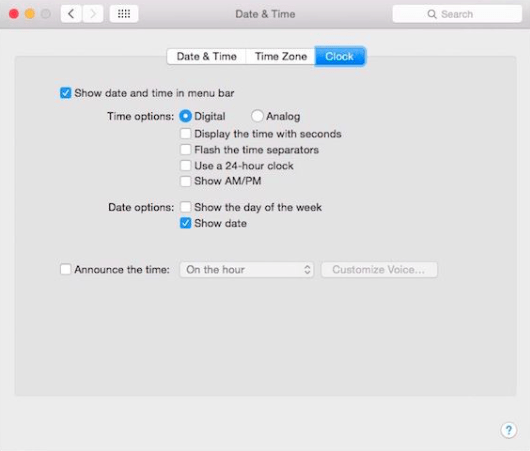 Date & Time
Search
Date & Time Time Zone Clock
Show date and time in menu bar
Time options: Digital Analog
Display the time with seconds
Flash the time separators
Use a 24-hour clock
Show AM/PM
Date options: Show the day of the week
Show date
Announce the time: On the hour Customize Voice...
?